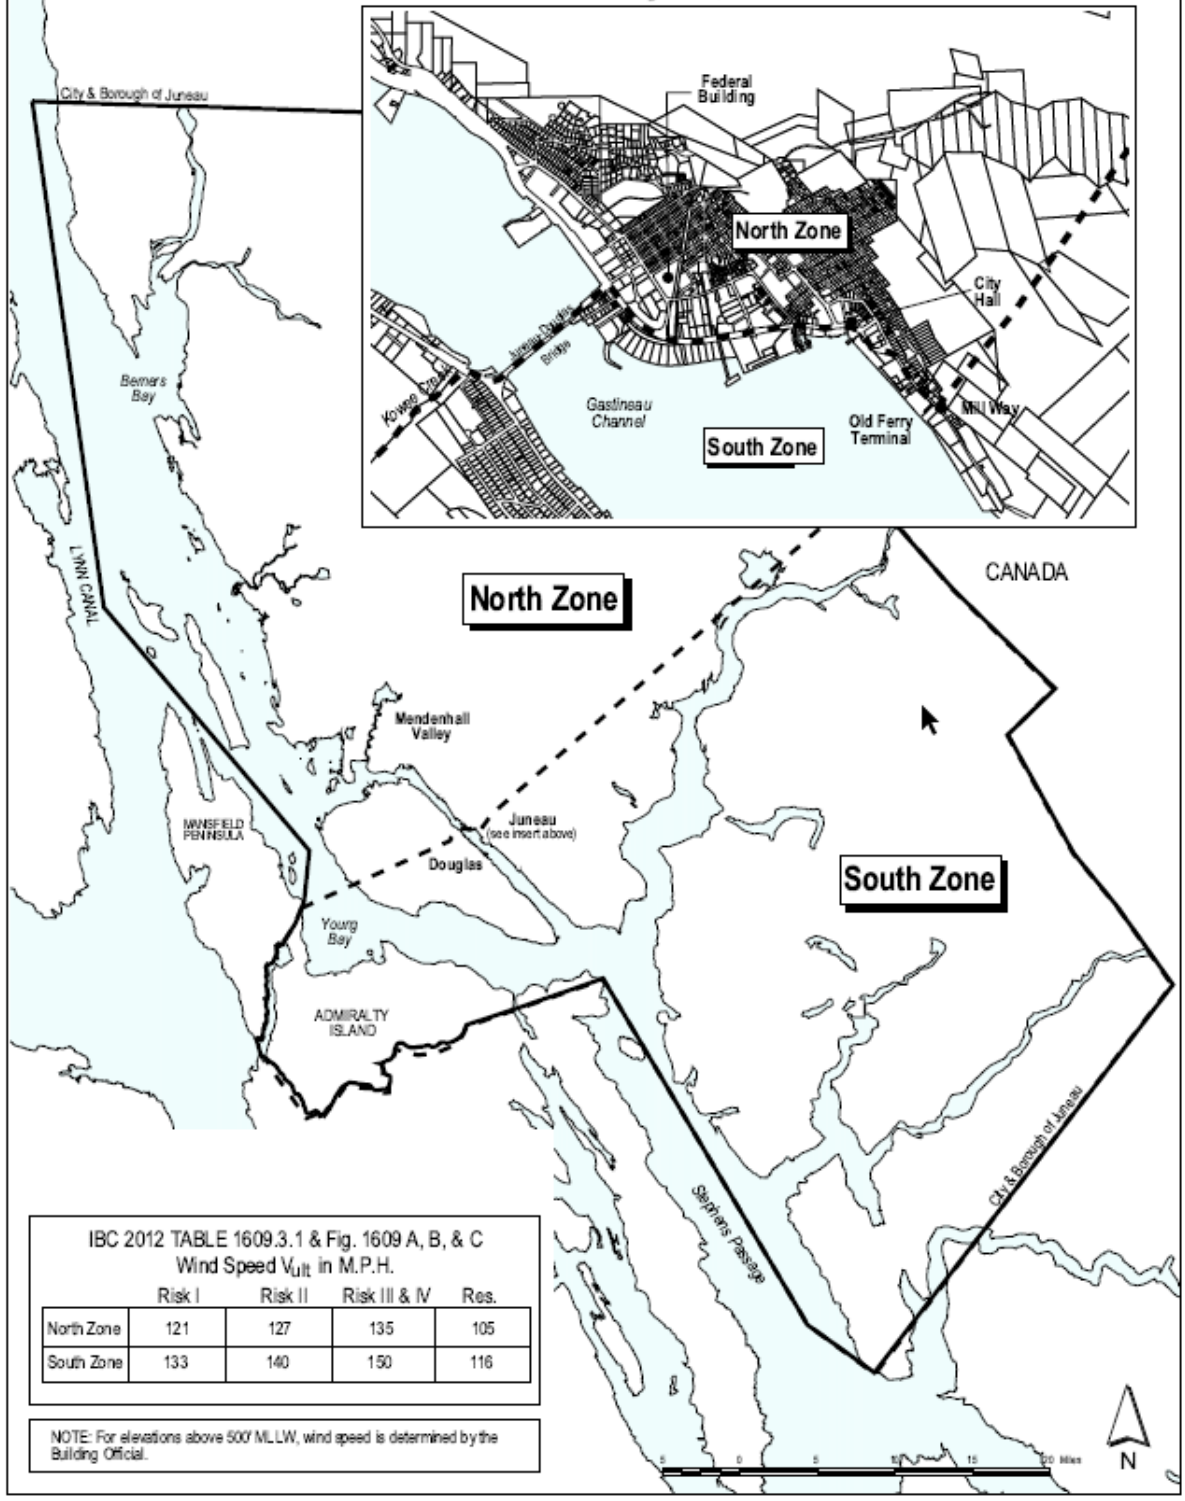 City & Borough of Juneau
Federal
Building
North Zone
City
Hall
Juneau Douglas
Bridge
Kowee Creek
Gastineau
Channel
Old Ferry
Terminal
Mill Way
South Zone
Berners
Bay
LYNN CANAL
North Zone
CANADA
Mendenhall
Valley
MANSFIELD
PENINSULA
Juneau
(see insert above)
Douglas
South Zone
Young
Bay
ADMIRALTY
ISLAND
City & Borough of Juneau
Stephens Passage
IBC 2012 TABLE 1609.3.1 & Fig. 1609 A, B, & C
Wind Speed Vult in M.P.H.
Risk I Risk II Risk III & IV Res.
North Zone 121 127 135 105
South Zone 133 140 150 116
NOTE: For elevations above 500' MLLW, wind speed is determined by the
Building Official.
5 0 5 10 15 20 Miles
N